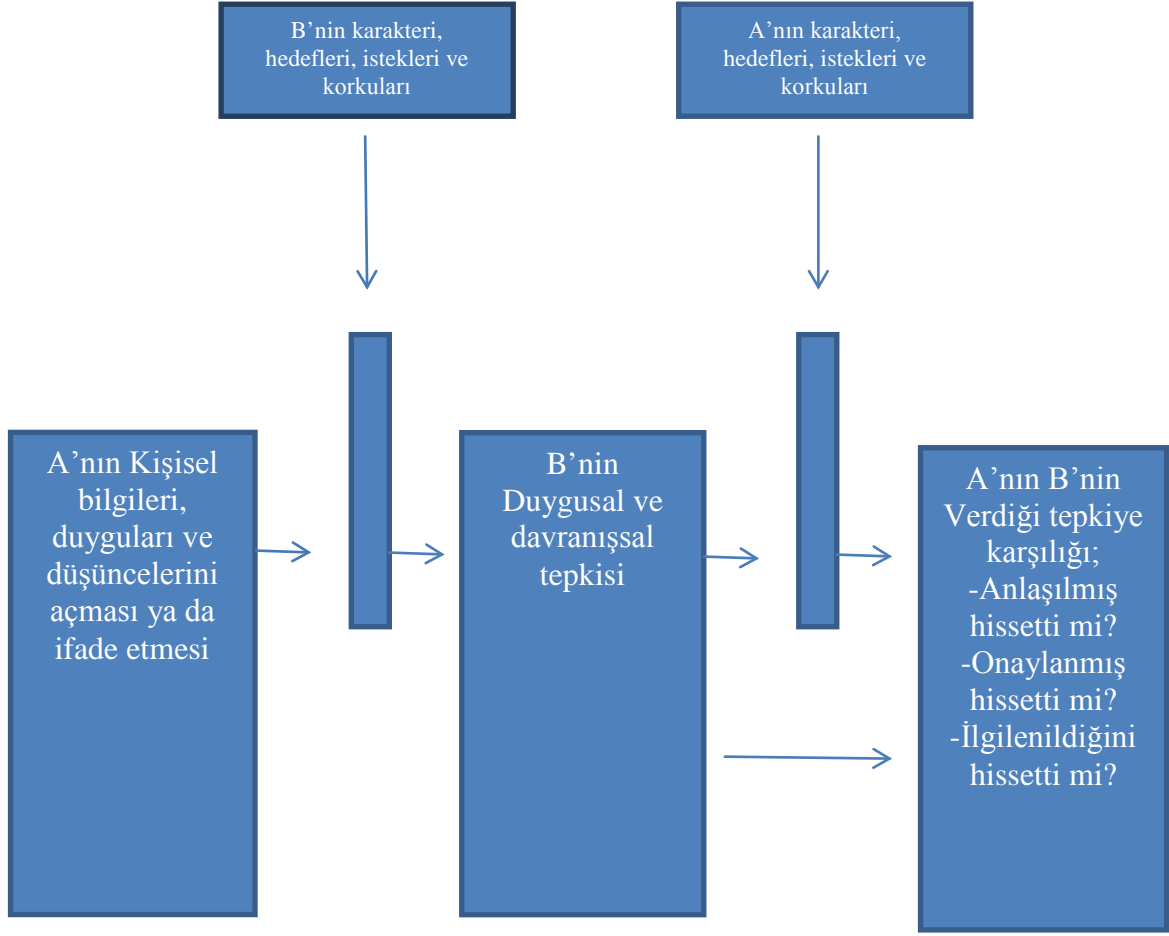 B’nin karakteri,
hedefleri, istekleri ve
korkuları
A’nın karakteri,
hedefleri, istekleri ve
korkuları
A’nın Kişisel
bilgileri,
duyguları ve
düşüncelerini
açması ya da
ifade etmesi
B’nin
Duygusal ve
davranışsal
tepkisi
A’nın B’nin
Verdiği tepkiye
karşılığı;
-Anlaşılmış
hissetti mi?
-Onaylanmış
hissetti mi?
-İlgilenildiğini
hissetti mi?